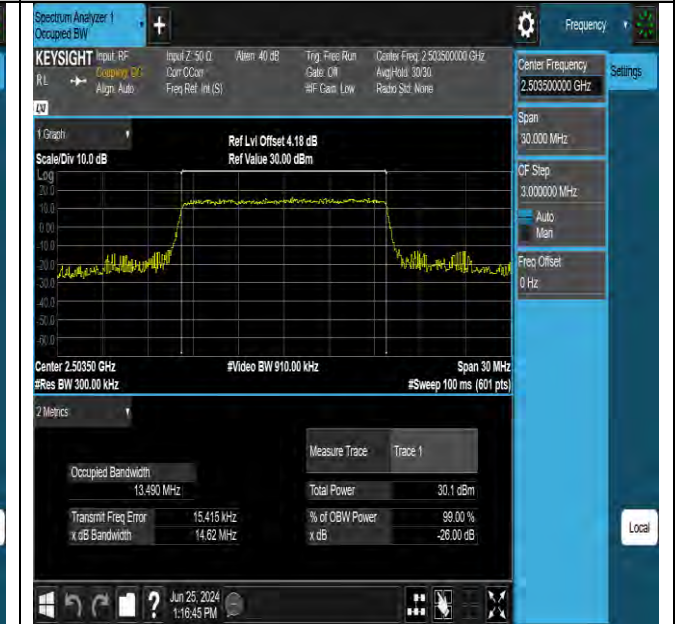 Spectrum Analyzer 1
Occupied BW
+
Frequency
KEYSIGHT Input: RF Input Z: 50 Ω Atten: 40 dB Trig: Free Run Center Freq: 2.503500000 GHz
RL Coupling: DC Corr CCorr Gate: Off Avg|Hold: 30/30
Align: Auto Freq Ref: Int (S) #IF Gain: Low Radio Std: None
LXI
Center Frequency
2.503500000 GHz
Settings
Span
30.000 MHz
CF Step
3.000000 MHz
Auto
Man
Freq Offset
0 Hz
1 Graph
Ref Lvl Offset 4.18 dB
Scale/Div 10.0 dB Ref Value 30.00 dBm
Log
20.0
10.0
0.00
-10.0
-20.0
-30.0
-40.0
-50.0
-60.0
Center 2.50350 GHz #Video BW 910.00 kHz Span 30 MHz
#Res BW 300.00 kHz #Sweep 100 ms (601 pts)
2 Metrics
Measure Trace Trace 1
Occupied Bandwidth
13.490 MHz Total Power 30.1 dBm
Transmit Freq Error 15.415 kHz % of OBW Power 99.00 %
x dB Bandwidth 14.62 MHz x dB -26.00 dB
Local
? Jun 25, 2024
1:16:45 PM